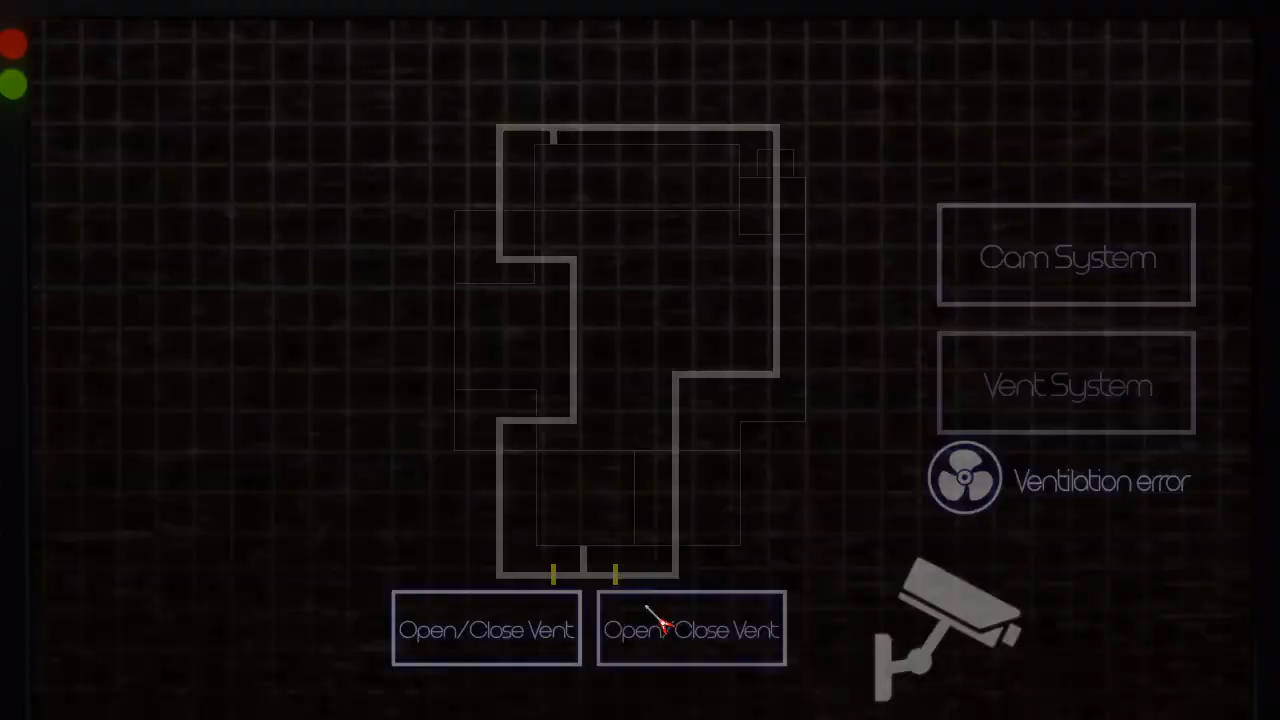 Cam System
Vent System
Ventilation error
Open/Close Vent
Open/Close Vent